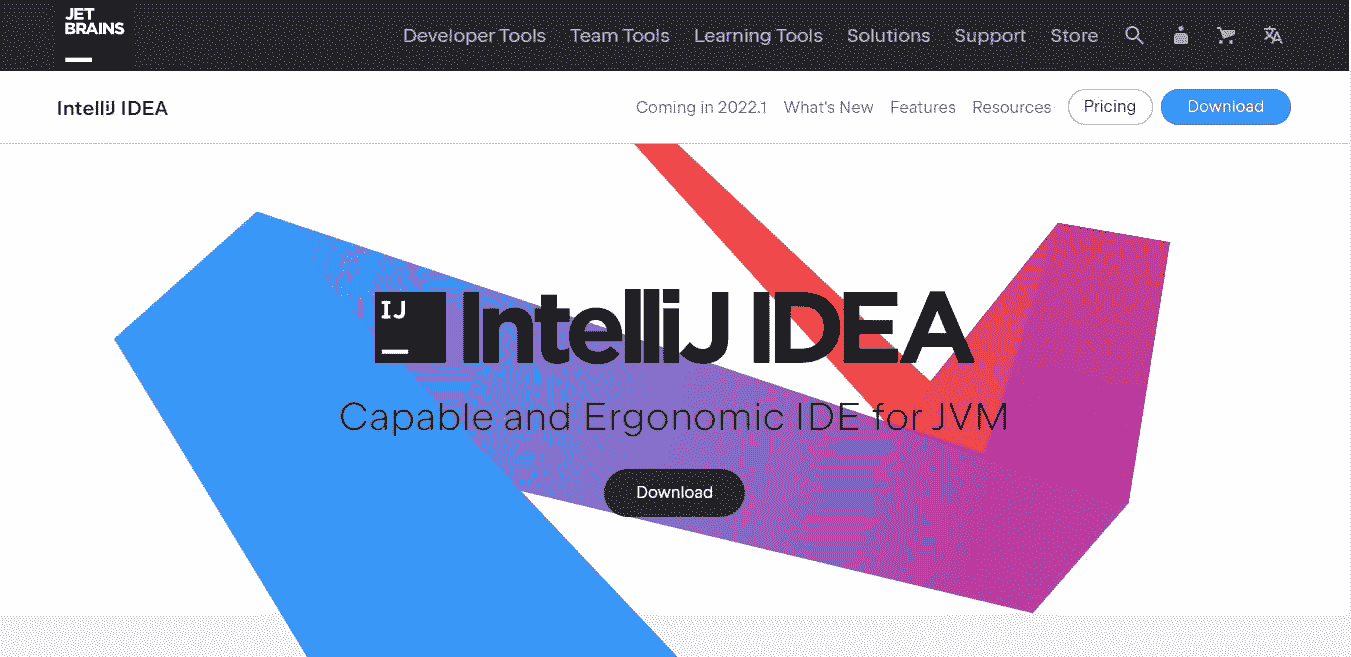 JET
BRAINS
Developer Tools Team Tools Learning Tools Solutions Support Store
IntelliJ IDEA
Coming in 2022.1 What's New Features Resources Pricing Download
IJ IntelliJ IDEA
Capable and Ergonomic IDE for JVM
Download